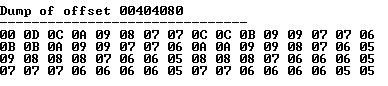 Dump of offset 00404080
--------------------------------
00 0D 0C 0A 09 08 07 07 0C 0C 0B 09 09 07 07 06
0B 0B 0A 09 09 07 07 06 0A 0A 09 09 08 07 06 05
09 08 08 08 07 06 06 05 08 08 08 07 06 06 06 05
07 07 07 06 06 06 06 05 07 07 06 06 06 06 05 05